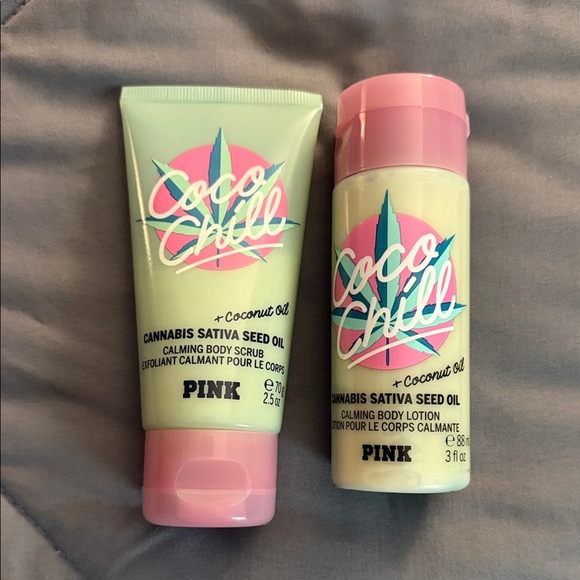 Coco
Chill
+ Coconut Oil
CANNABIS SATIVA SEED OIL
CALMING BODY SCRUB
EXFOLIANT CALMANT POUR LE CORPS
PINK
e 70 g
2.5 oz
Coco
Chill
+ Coconut Oil
CANNABIS SATIVA SEED OIL
CALMING BODY LOTION
LOTION POUR LE CORPS CALMANTE
PINK
e 88 m
3 fl oz